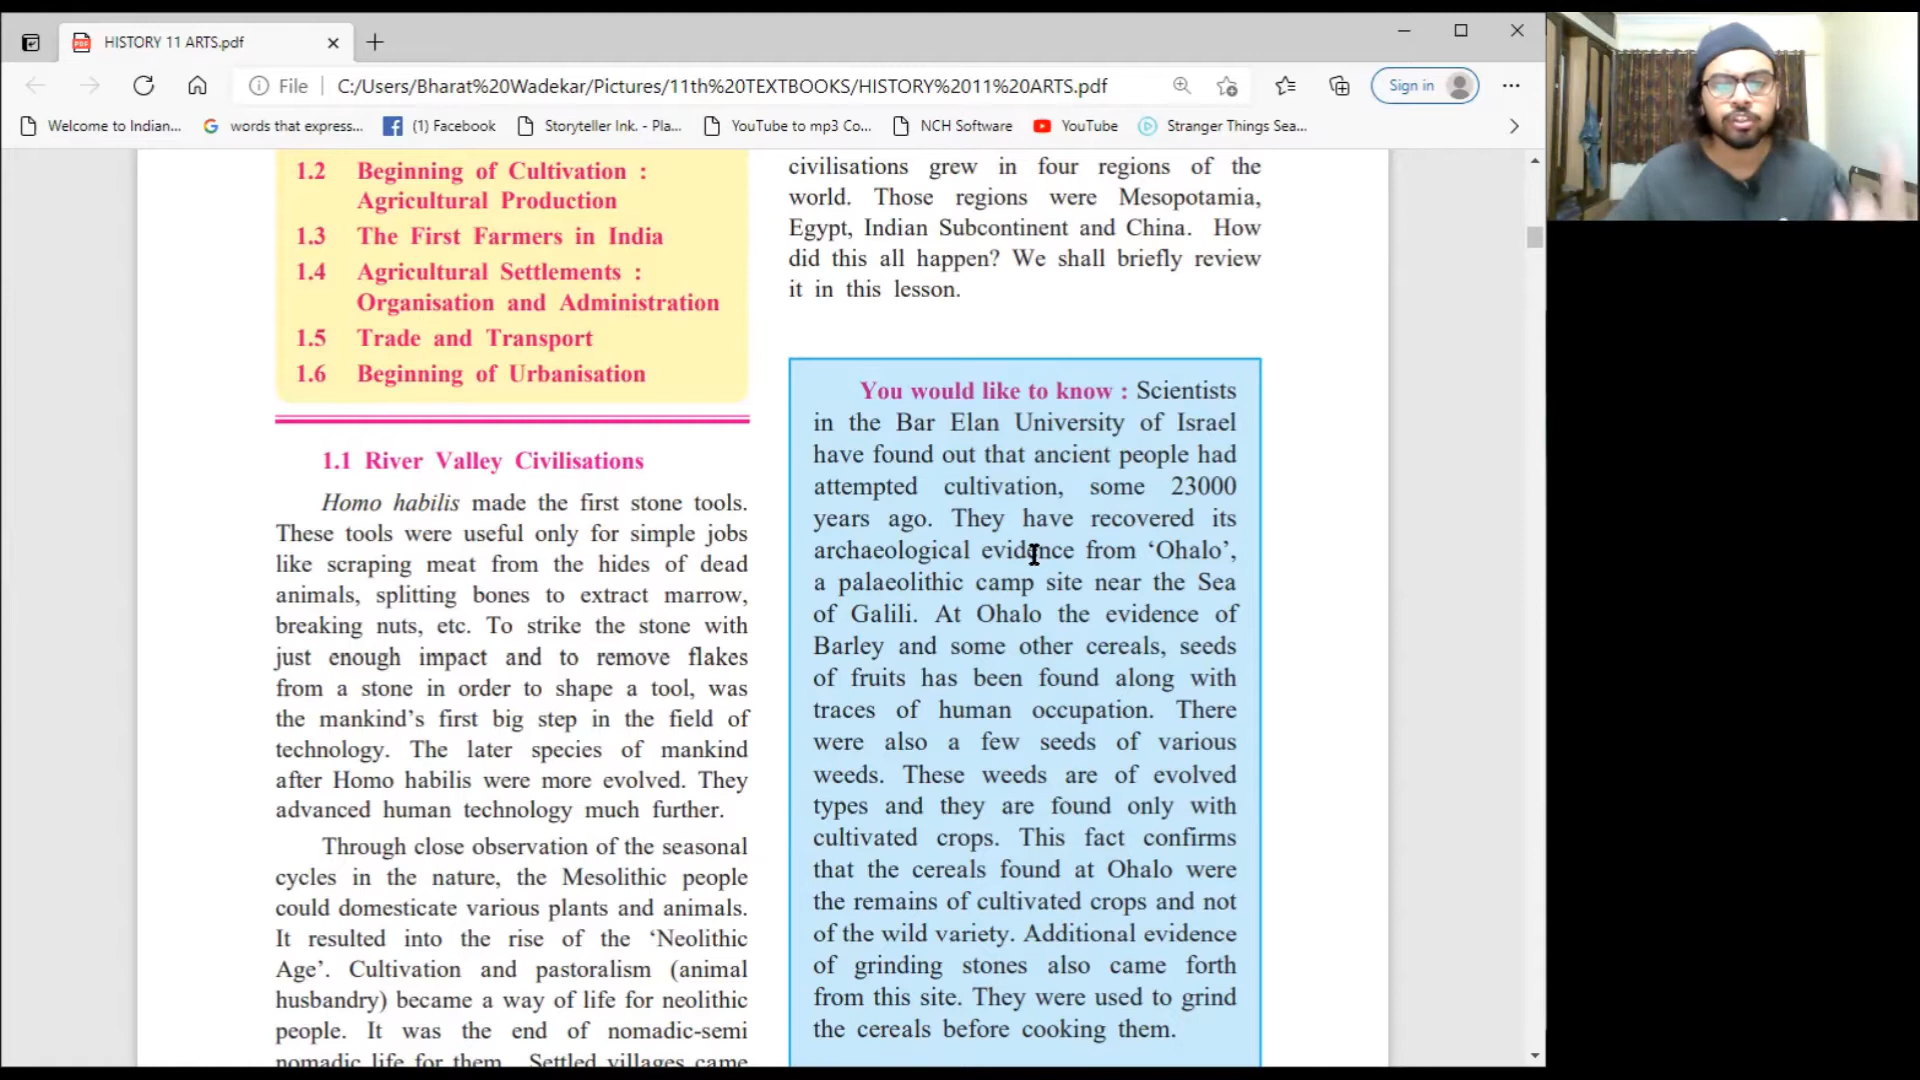 HISTORY 11 ARTS.pdf
File
C:/Users/Bharat%20Wadekar/Pictures/11th%20TEXTBOOKS/HISTORY%2011%20ARTS.pdf
Sign in
Welcome to Indian...
words that express...
(1) Facebook
Storyteller Ink. - Pla...
YouTube to mp3 Co...
NCH Software
YouTube
Stranger Things Sea...
1.2 Beginning of Cultivation :
Agricultural Production
1.3 The First Farmers in India
1.4 Agricultural Settlements :
Organisation and Administration
1.5 Trade and Transport
1.6 Beginning of Urbanisation
1.1 River Valley Civilisations
Homo habilis made the first stone tools.
These tools were useful only for simple jobs
like scraping meat from the hides of dead
animals, splitting bones to extract marrow,
breaking nuts, etc. To strike the stone with
just enough impact and to remove flakes
from a stone in order to shape a tool, was
the mankind's first big step in the field of
technology. The later species of mankind
after Homo habilis were more evolved. They
advanced human technology much further.
Through close observation of the seasonal
cycles in the nature, the Mesolithic people
could domesticate various plants and animals.
It resulted into the rise of the ‘Neolithic
Age’. Cultivation and pastoralism (animal
husbandry) became a way of life for neolithic
people. It was the end of nomadic-semi
nomadic life for them. Settled villages came
civilisations grew in four regions of the
world. Those regions were Mesopotamia,
Egypt, Indian Subcontinent and China. How
did this all happen? We shall briefly review
it in this lesson.
You would like to know : Scientists
in the Bar Elan University of Israel
have found out that ancient people had
attempted cultivation, some 23000
years ago. They have recovered its
archaeological evidence from ‘Ohalo’,
a palaeolithic camp site near the Sea
of Galili. At Ohalo the evidence of
Barley and some other cereals, seeds
of fruits has been found along with
traces of human occupation. There
were also a few seeds of various
weeds. These weeds are of evolved
types and they are found only with
cultivated crops. This fact confirms
that the cereals found at Ohalo were
the remains of cultivated crops and not
of the wild variety. Additional evidence
of grinding stones also came forth
from this site. They were used to grind
the cereals before cooking them.